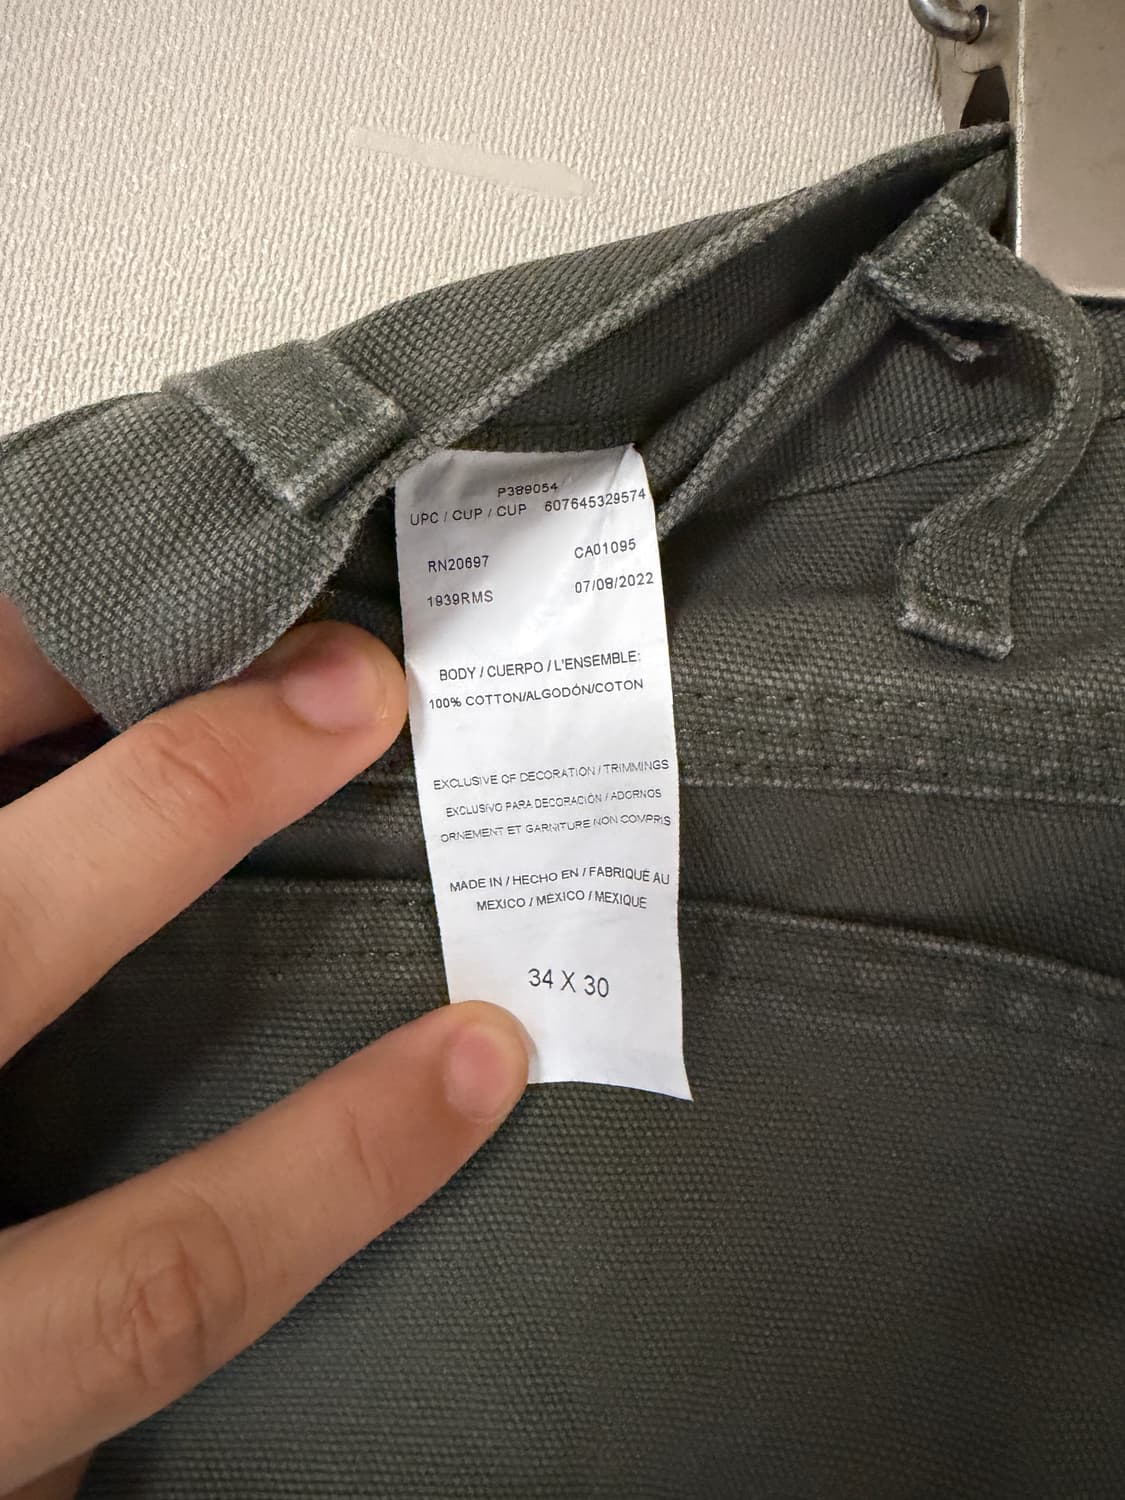 P389054
UPC / CUP / CUP 607645329574
RN20697 CA01095
1939RMS 07/08/2022
BODY / CUERPO / L'ENSEMBLE:
100% COTTON/ALGODÓN/COTON
EXCLUSIVE OF DECORATION / TRIMMINGS
EXCLUSIVO PARA DECORACIÓN / ADORNOS
ORNEMENT ET GARNITURE NON COMPRIS
MADE IN / HECHO EN / FABRIQUÉ AU
MEXICO / MÉXICO / MEXIQUE
34 X 30